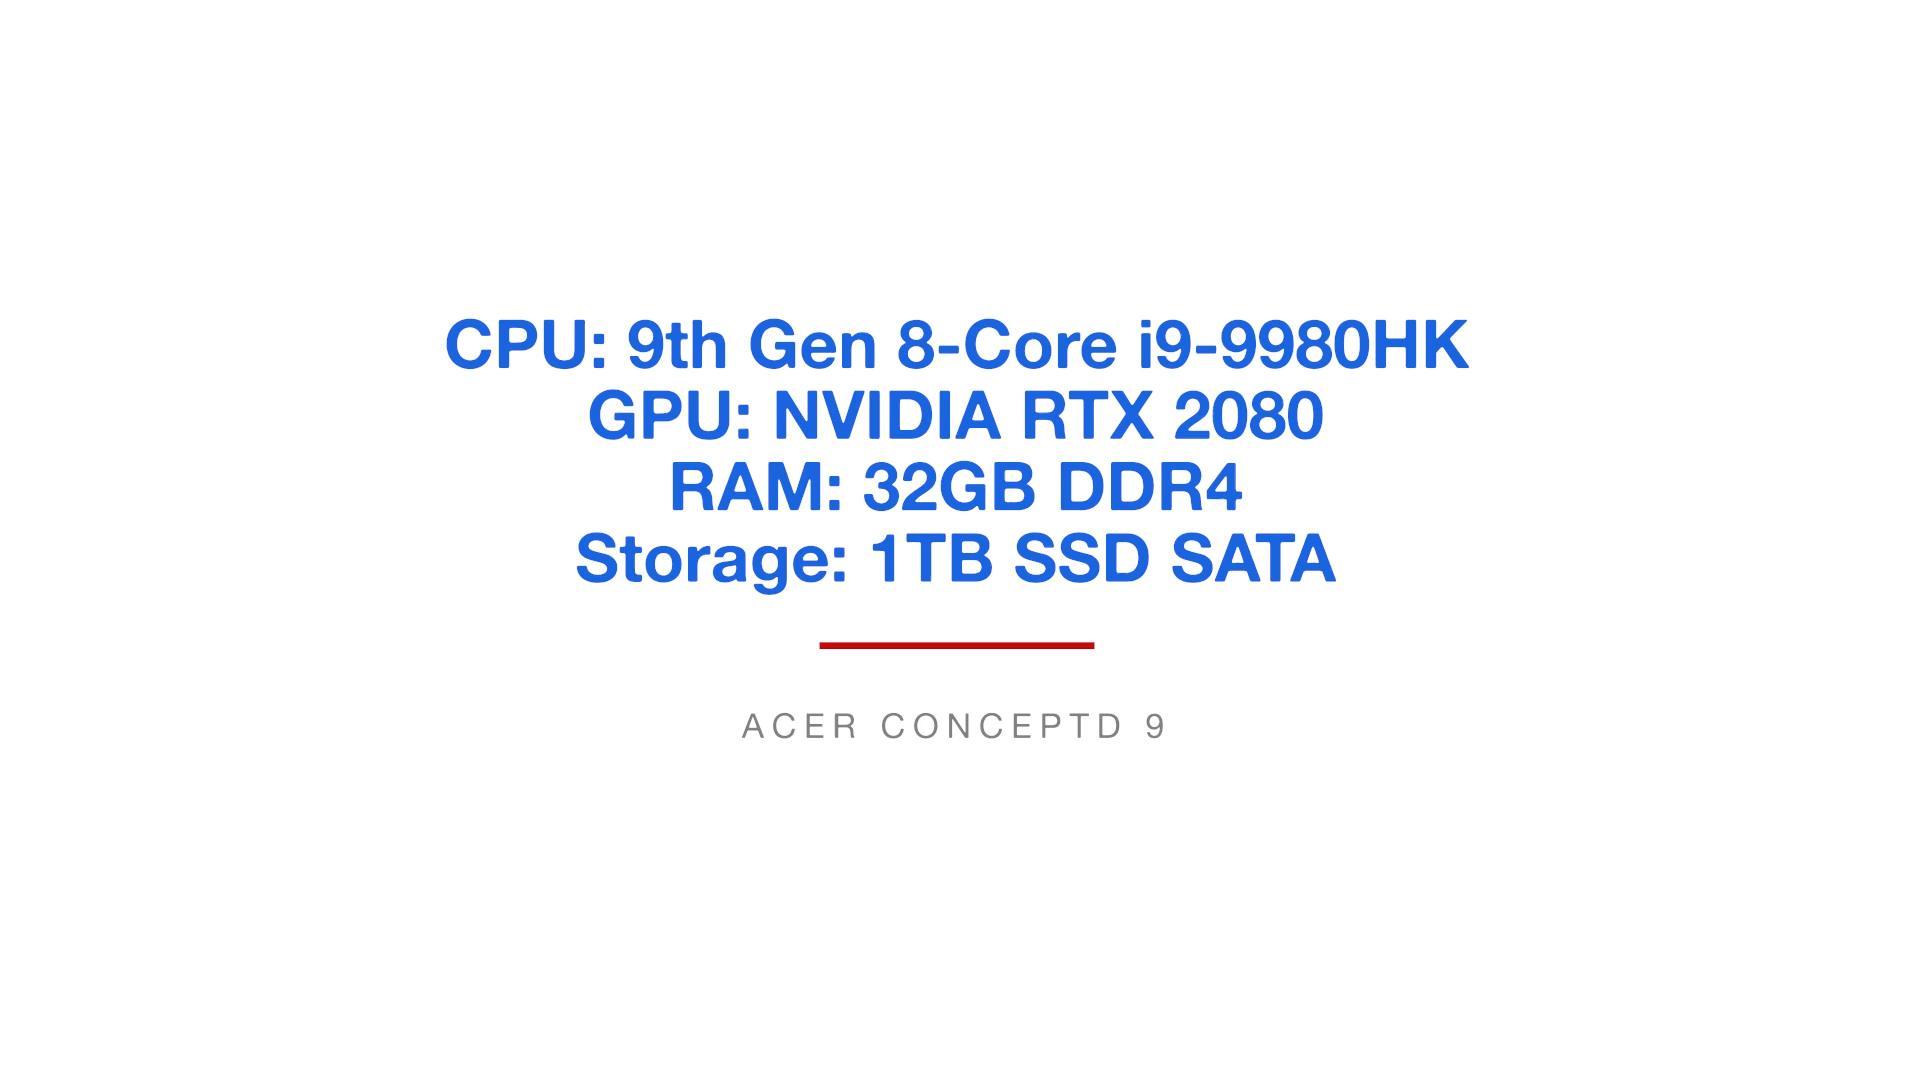 CPU: 9th Gen 8-Core i9-9980HK
GPU: NVIDIA RTX 2080
RAM: 32GB DDR4
Storage: 1TB SSD SATA
ACER CONCEPTD 9